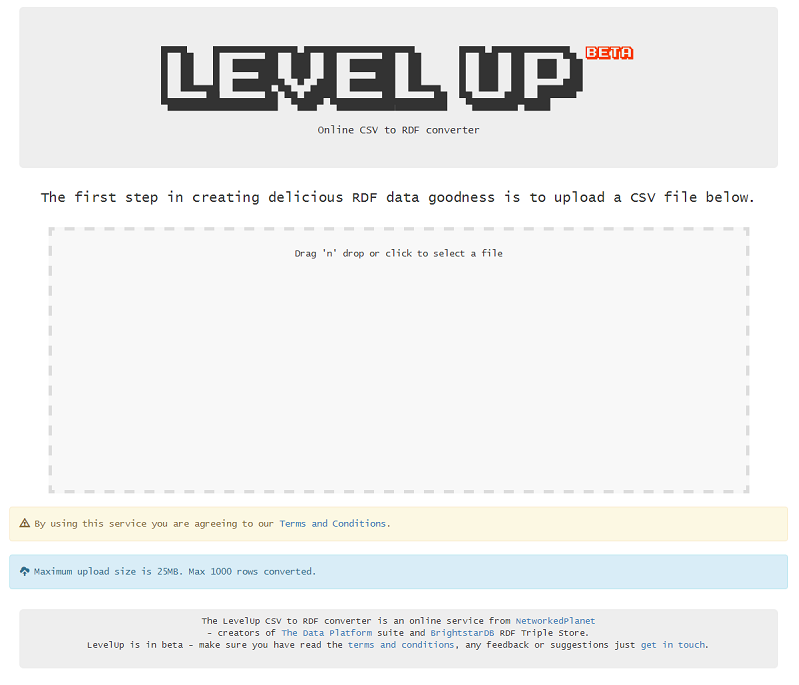 LEVEL UP BETA
Online CSV to RDF converter
The first step in creating delicious RDF data goodness is to upload a CSV file below.
Drag 'n' drop or click to select a file
By using this service you are agreeing to our Terms and Conditions.
Maximum upload size is 25MB. Max 1000 rows converted.
The LevelUp CSV to RDF converter is an online service from NetworkedPlanet
- creators of The Data Platform suite and BrightstarDB RDF Triple Store.
LevelUp is in beta - make sure you have read the terms and conditions, any feedback or suggestions just get in touch.